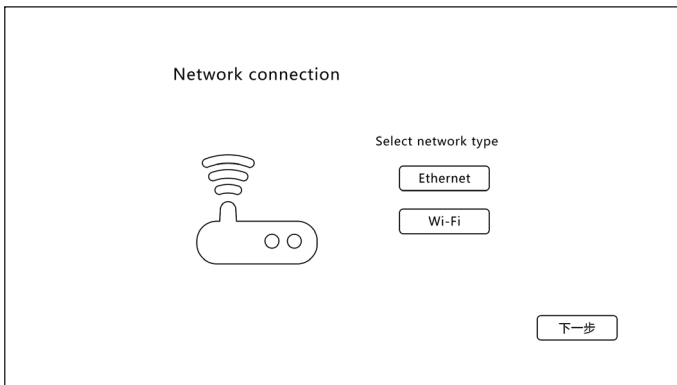 Network connection
Select network type
Ethernet
Wi-Fi
下一步